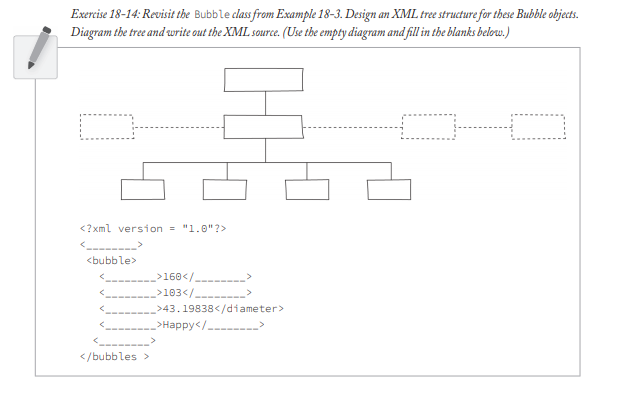 Exercise 18-14: Revisit the Bubble class from Example 18-3. Design an XML tree structure for these Bubble objects.
Diagram the tree and write out the XML source. (Use the empty diagram and fill in the blanks below.)
<?xml version = "1.0"?>
<________>
<bubble>
<________>160</________>
<________>103</________>
<________>43.19838</diameter>
<________>Happy</________>
<________>
</bubbles >